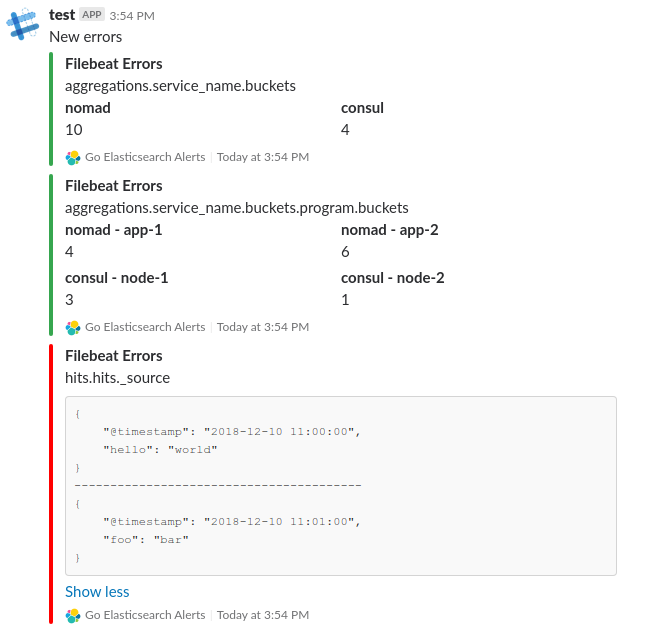 test APP 3:54 PM
New errors
Filebeat Errors
aggregations.service_name.buckets
nomad consul
10 4
Go Elasticsearch Alerts | Today at 3:54 PM
Filebeat Errors
aggregations.service_name.buckets.program.buckets
nomad - app-1 nomad - app-2
4 6
consul - node-1 consul - node-2
3 1
Go Elasticsearch Alerts | Today at 3:54 PM
Filebeat Errors
hits.hits._source
{
    "@timestamp": "2018-12-10 11:00:00",
    "hello": "world"
}
----------------------------------------
{
    "@timestamp": "2018-12-10 11:01:00",
    "foo": "bar"
}
Show less
Go Elasticsearch Alerts | Today at 3:54 PM